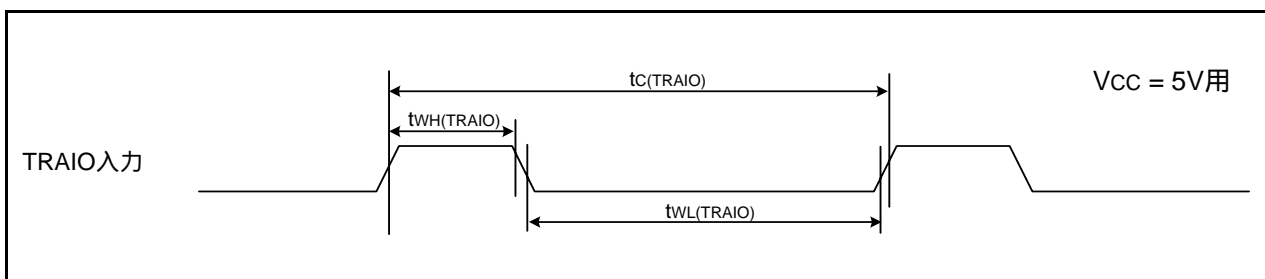 tC(TRAIO)
VCC = 5V用
tWH(TRAIO)
TRAIO入力
tWL(TRAIO)